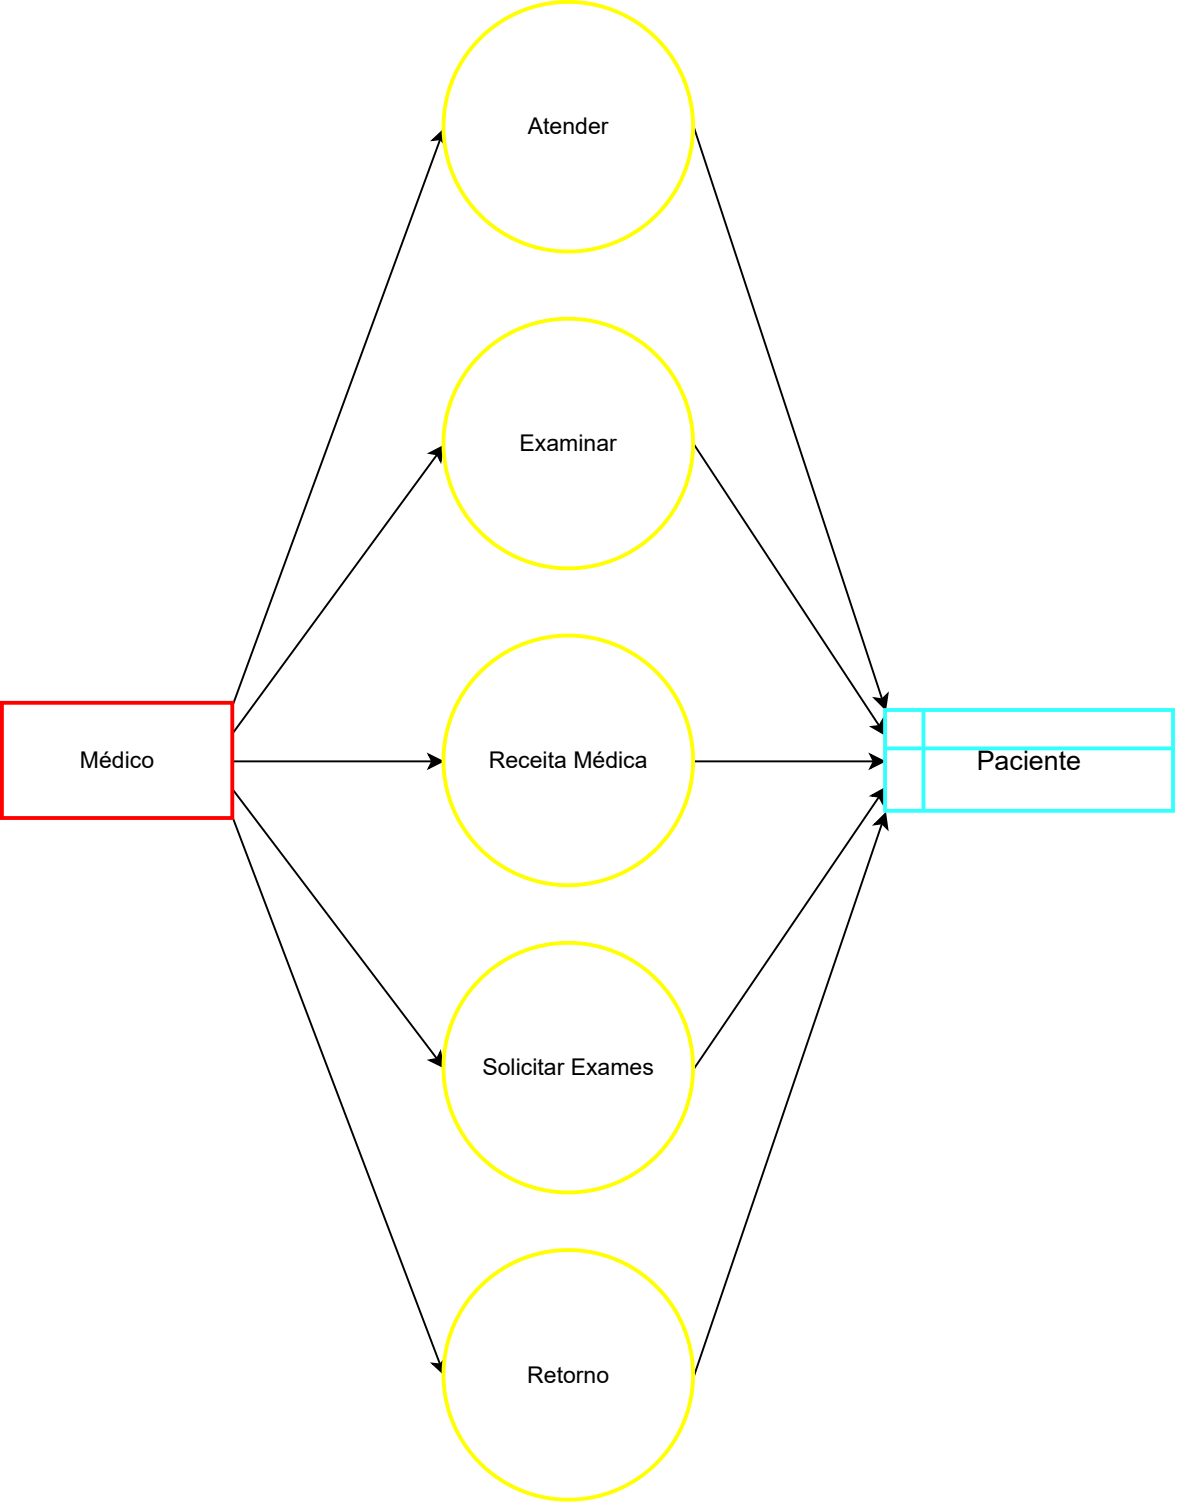 Atender
Examinar
Médico
Receita Médica
Paciente
Solicitar Exames
Retorno